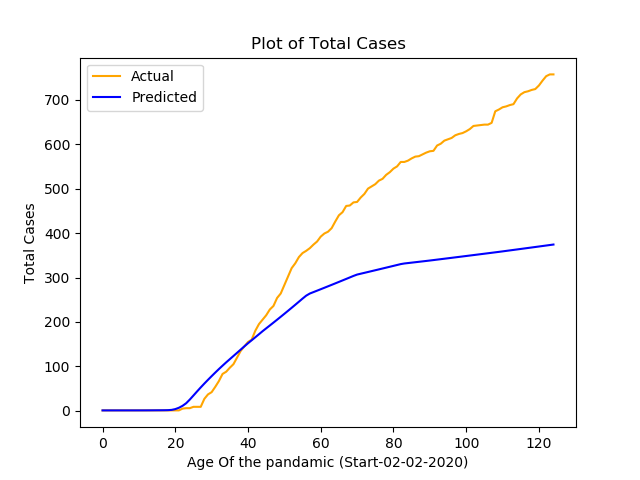 Plot of Total Cases
Actual
Predicted
Total Cases
700
600
500
400
300
200
100
0
0 20 40 60 80 100 120
Age Of the pandamic (Start-02-02-2020)